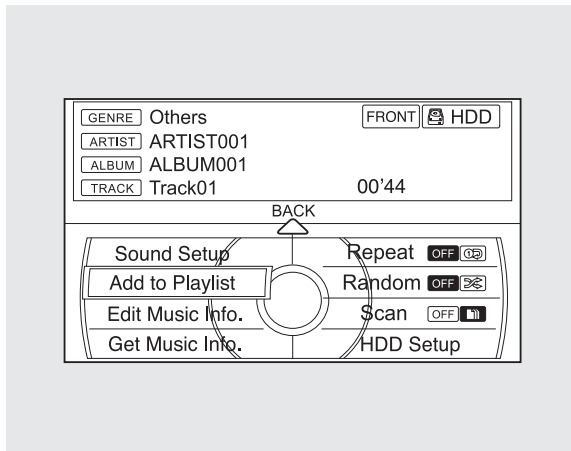 GENRE Others FRONT HDD
ARTIST ARTIST001
ALBUM ALBUM001
TRACK Track01 00'44
BACK
Sound Setup Repeat OFF
Add to Playlist Random OFF
Edit Music Info. Scan OFF
Get Music Info. HDD Setup